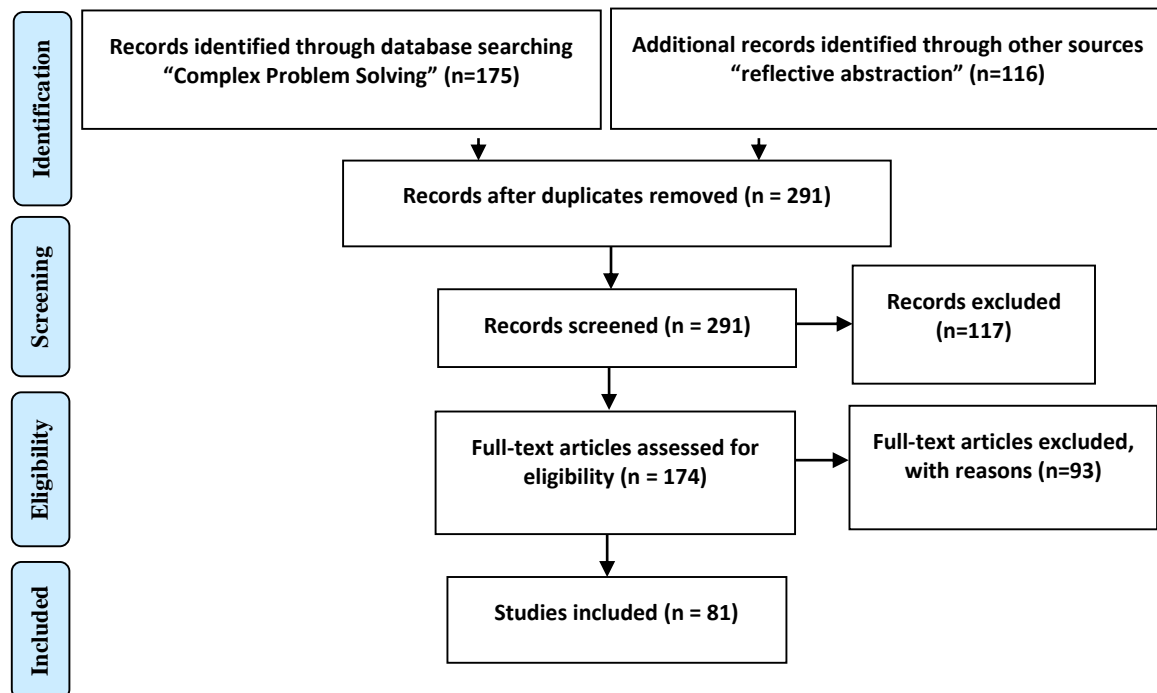 Identification
Records identified through database searching
“Complex Problem Solving” (n=175)
Additional records identified through other sources
“reflective abstraction” (n=116)
Records after duplicates removed (n = 291)
Screening
Records screened (n = 291)
Records excluded
(n=117)
Eligibility
Full-text articles assessed for
eligibility (n = 174)
Full-text articles excluded,
with reasons (n=93)
Included
Studies included (n = 81)